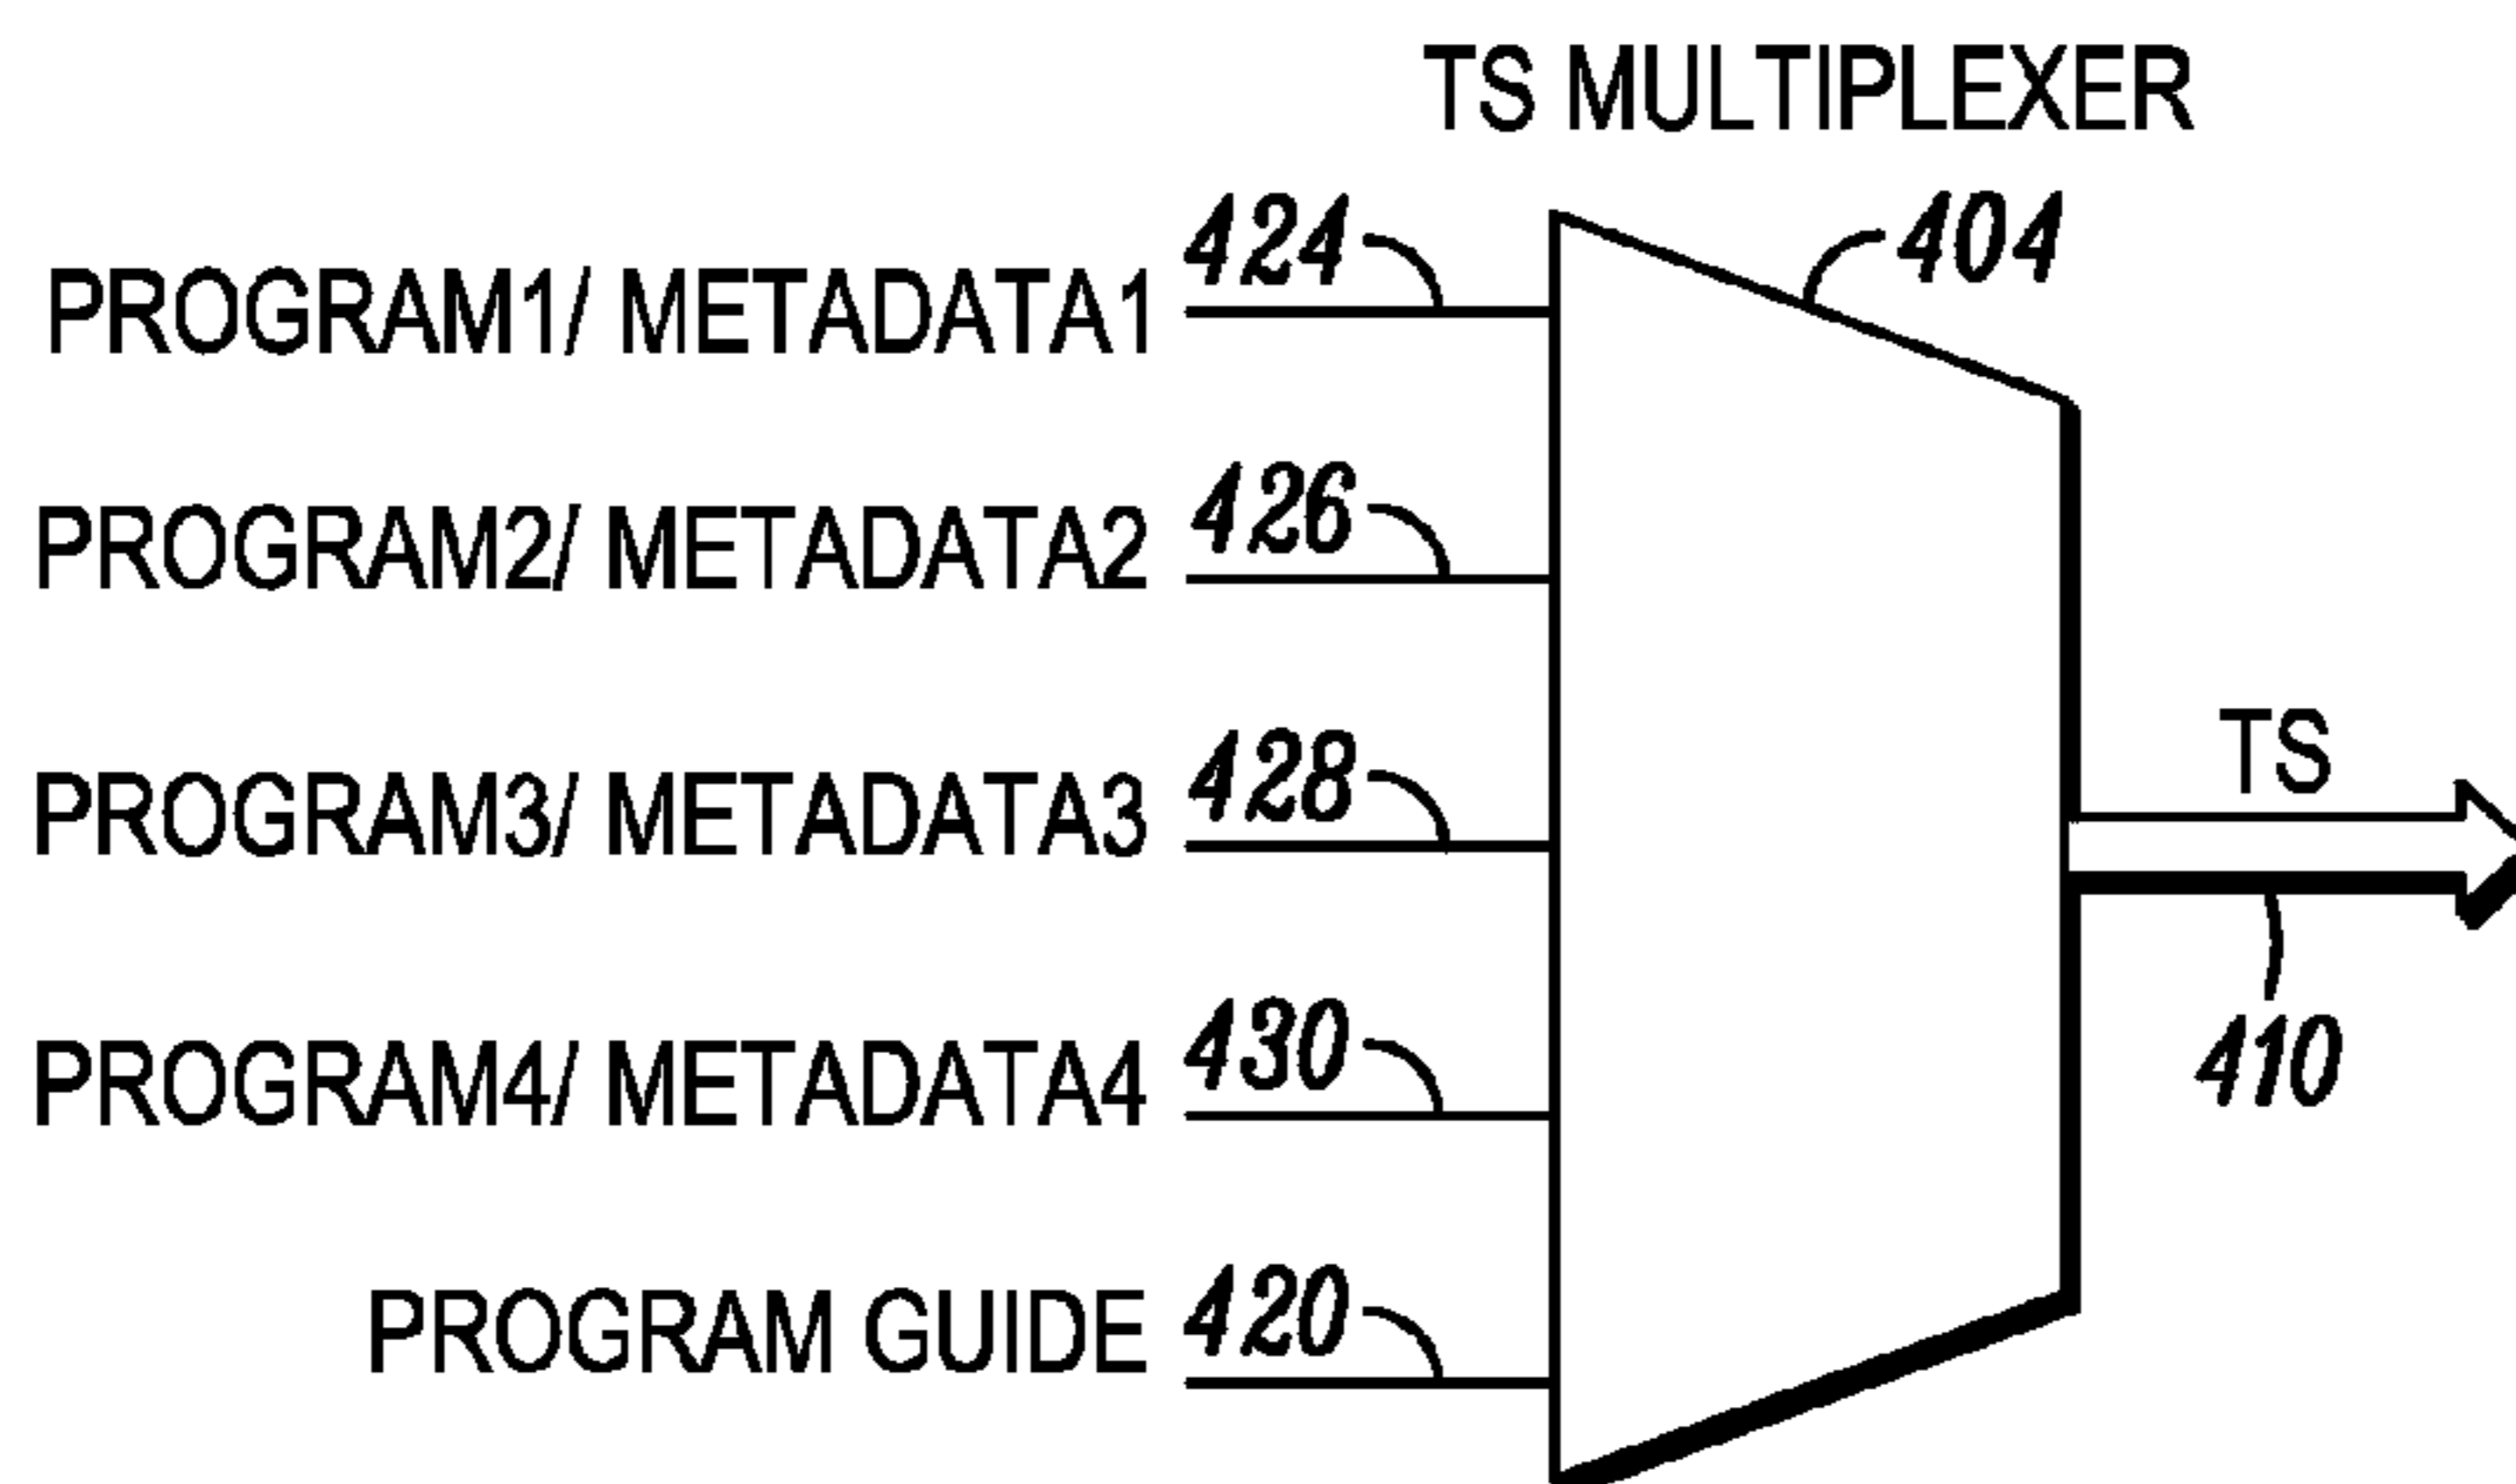 TS MULTIPLEXER
424
404
PROGRAM1/ METADATA1
426
PROGRAM2/ METADATA2
TS
428
PROGRAM3/ METADATA3
430
PROGRAM4/ METADATA4
410
420
PROGRAM GUIDE